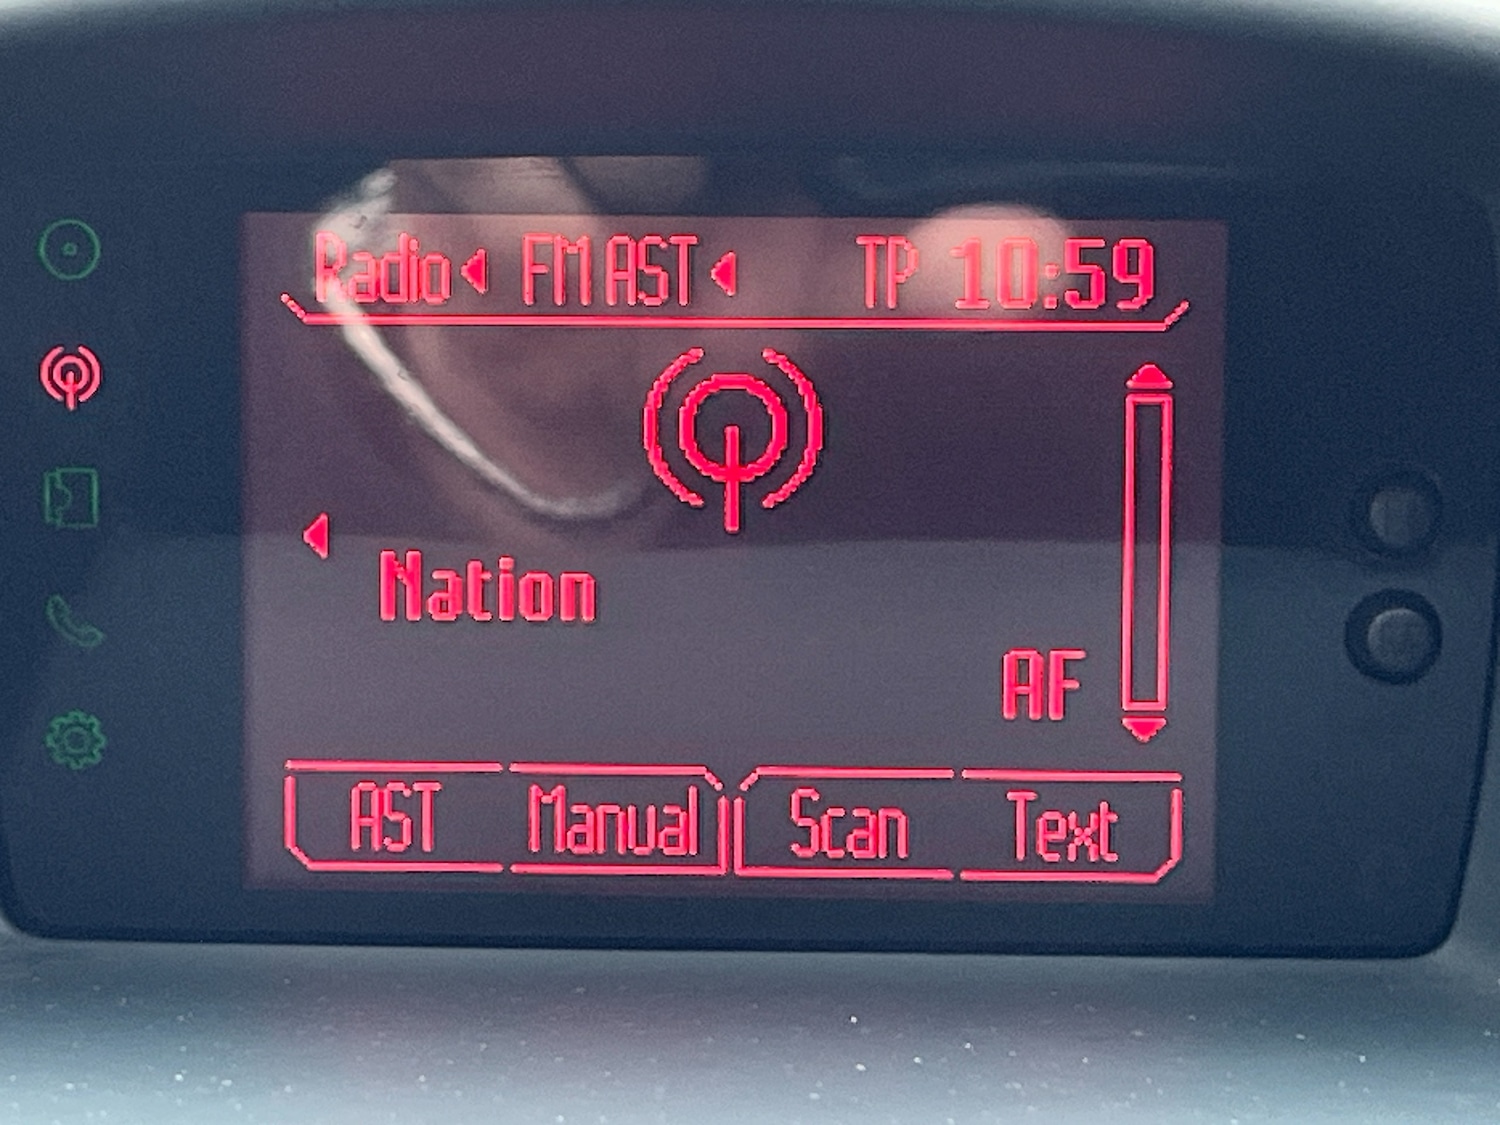 Radio FM AST TP 10:59
Nation
AF
AST Manual Scan Text